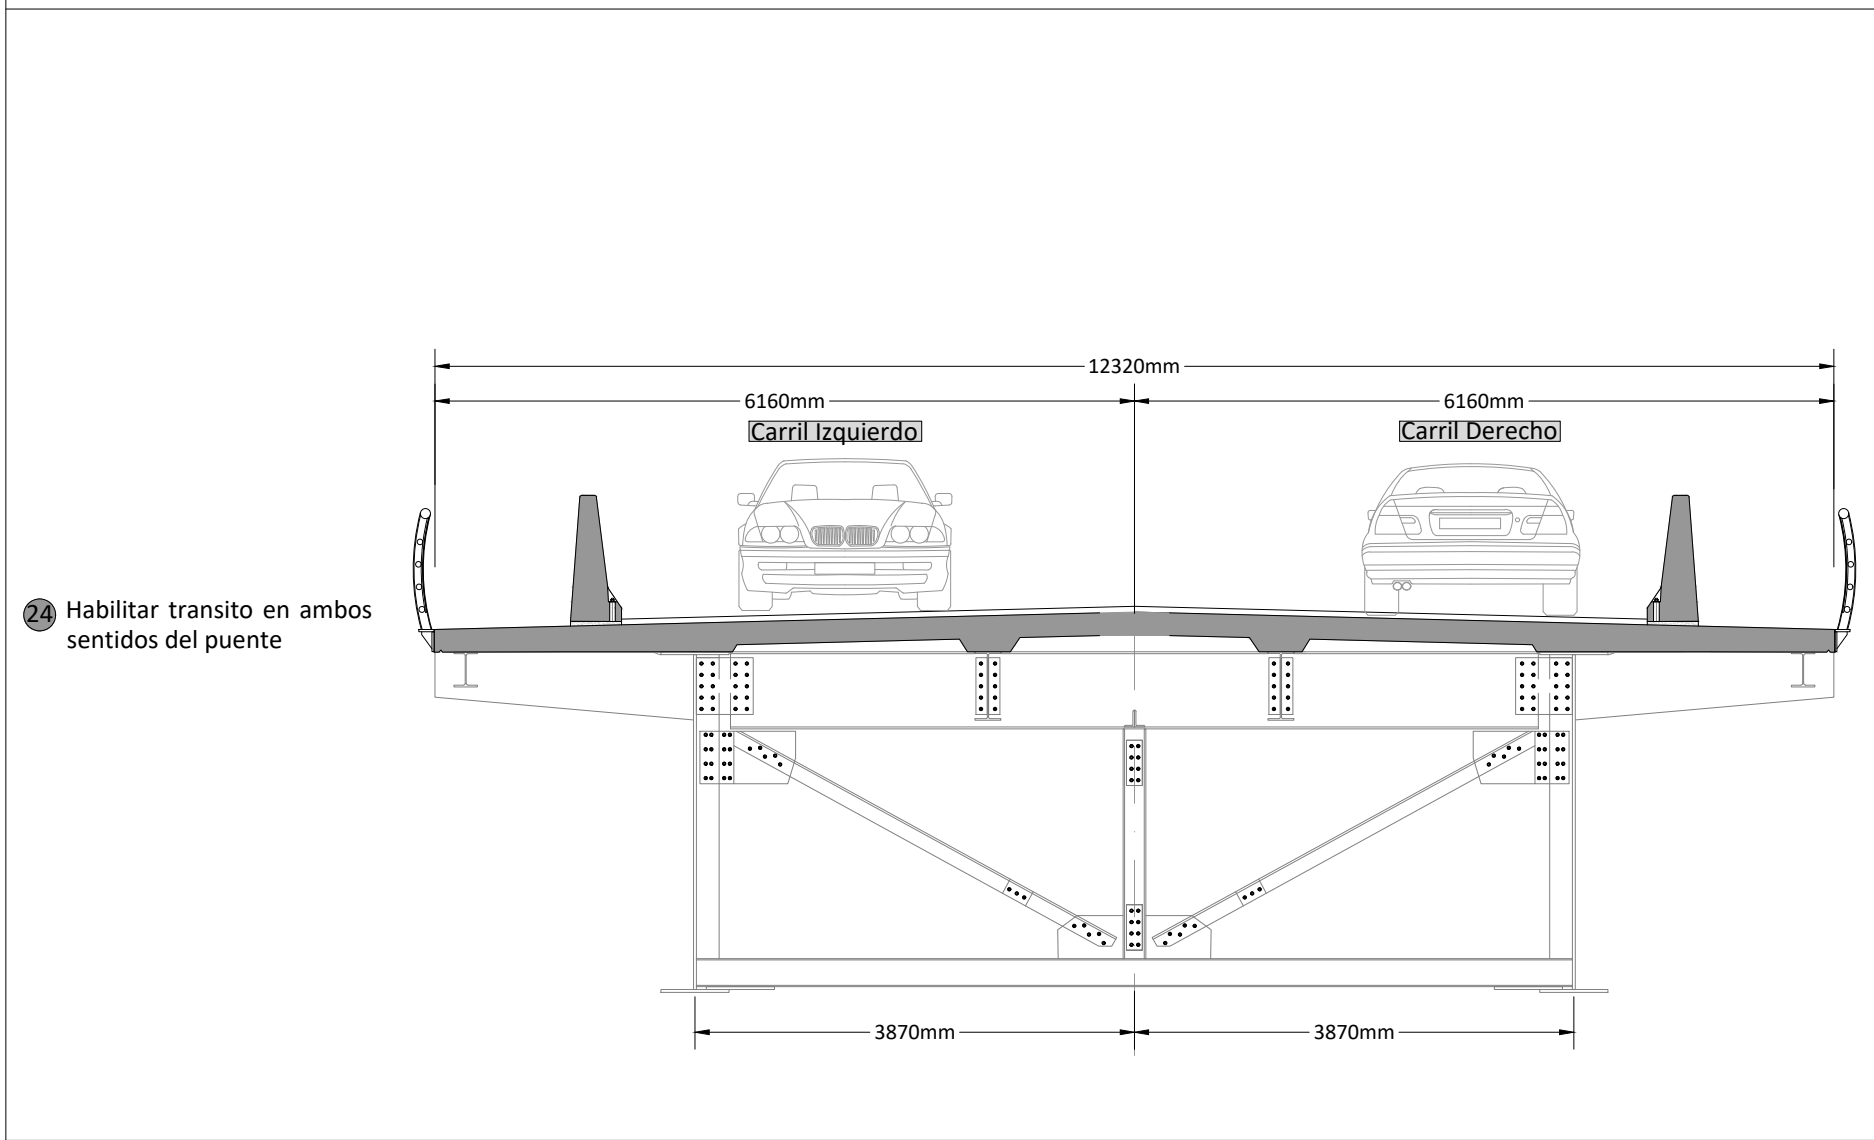 12320mm
6160mm
6160mm
Carril Izquierdo
Carril Derecho
24
Habilitar transito en ambos
sentidos del puente
3870mm
3870mm